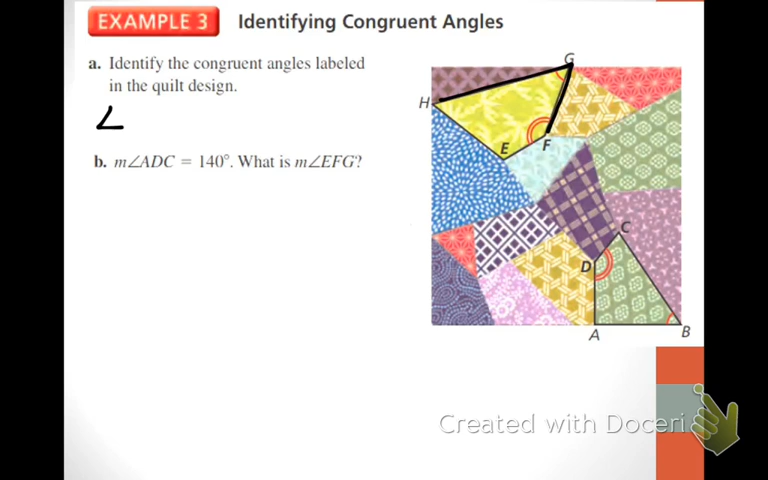 EXAMPLE 3 Identifying Congruent Angles
a. Identify the congruent angles labeled
in the quilt design.
∠
b. m∠ADC = 140°. What is m∠EFG?
G
H
E
F
C
D
A
B
Created with Doceri